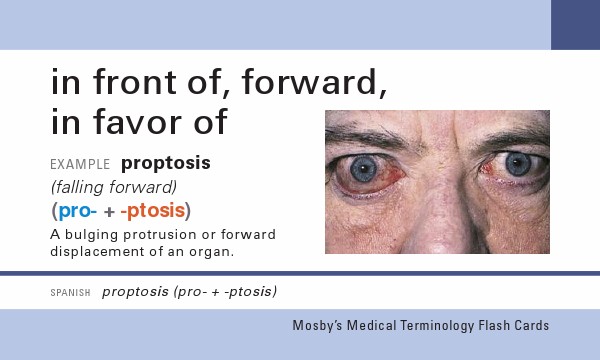 in front of, forward,
in favor of
EXAMPLE proptosis
(falling forward)
(pro- + -ptosis)
A bulging protrusion or forward
displacement of an organ.
SPANISH proptosis (pro- + -ptosis)
Mosby's Medical Terminology Flash Cards